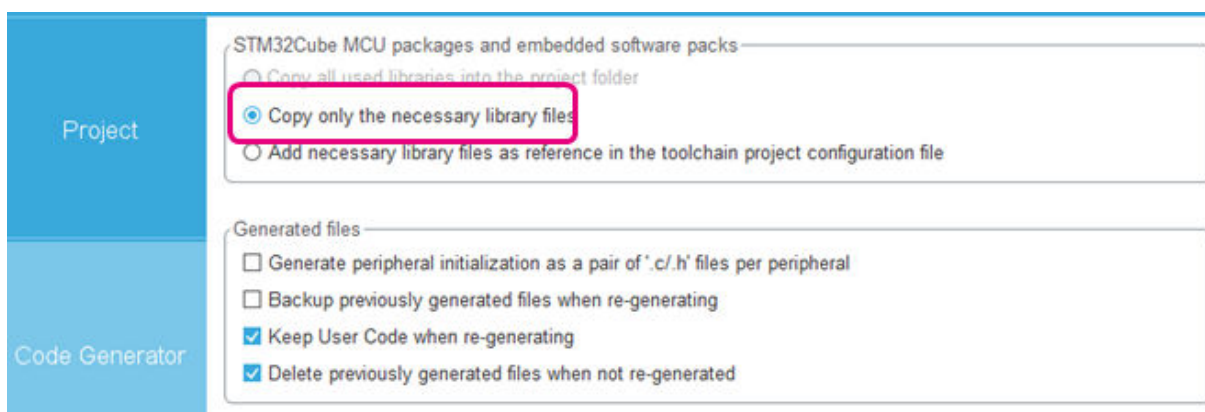 Project
Code Generator
STM32Cube MCU packages and embedded software packs
Copy all used libraries into the project folder
Copy only the necessary library files
Add necessary library files as reference in the toolchain project configuration file
Generated files
Generate peripheral initialization as a pair of '.c/.h' files per peripheral
Backup previously generated files when re-generating
Keep User Code when re-generating
Delete previously generated files when not re-generated